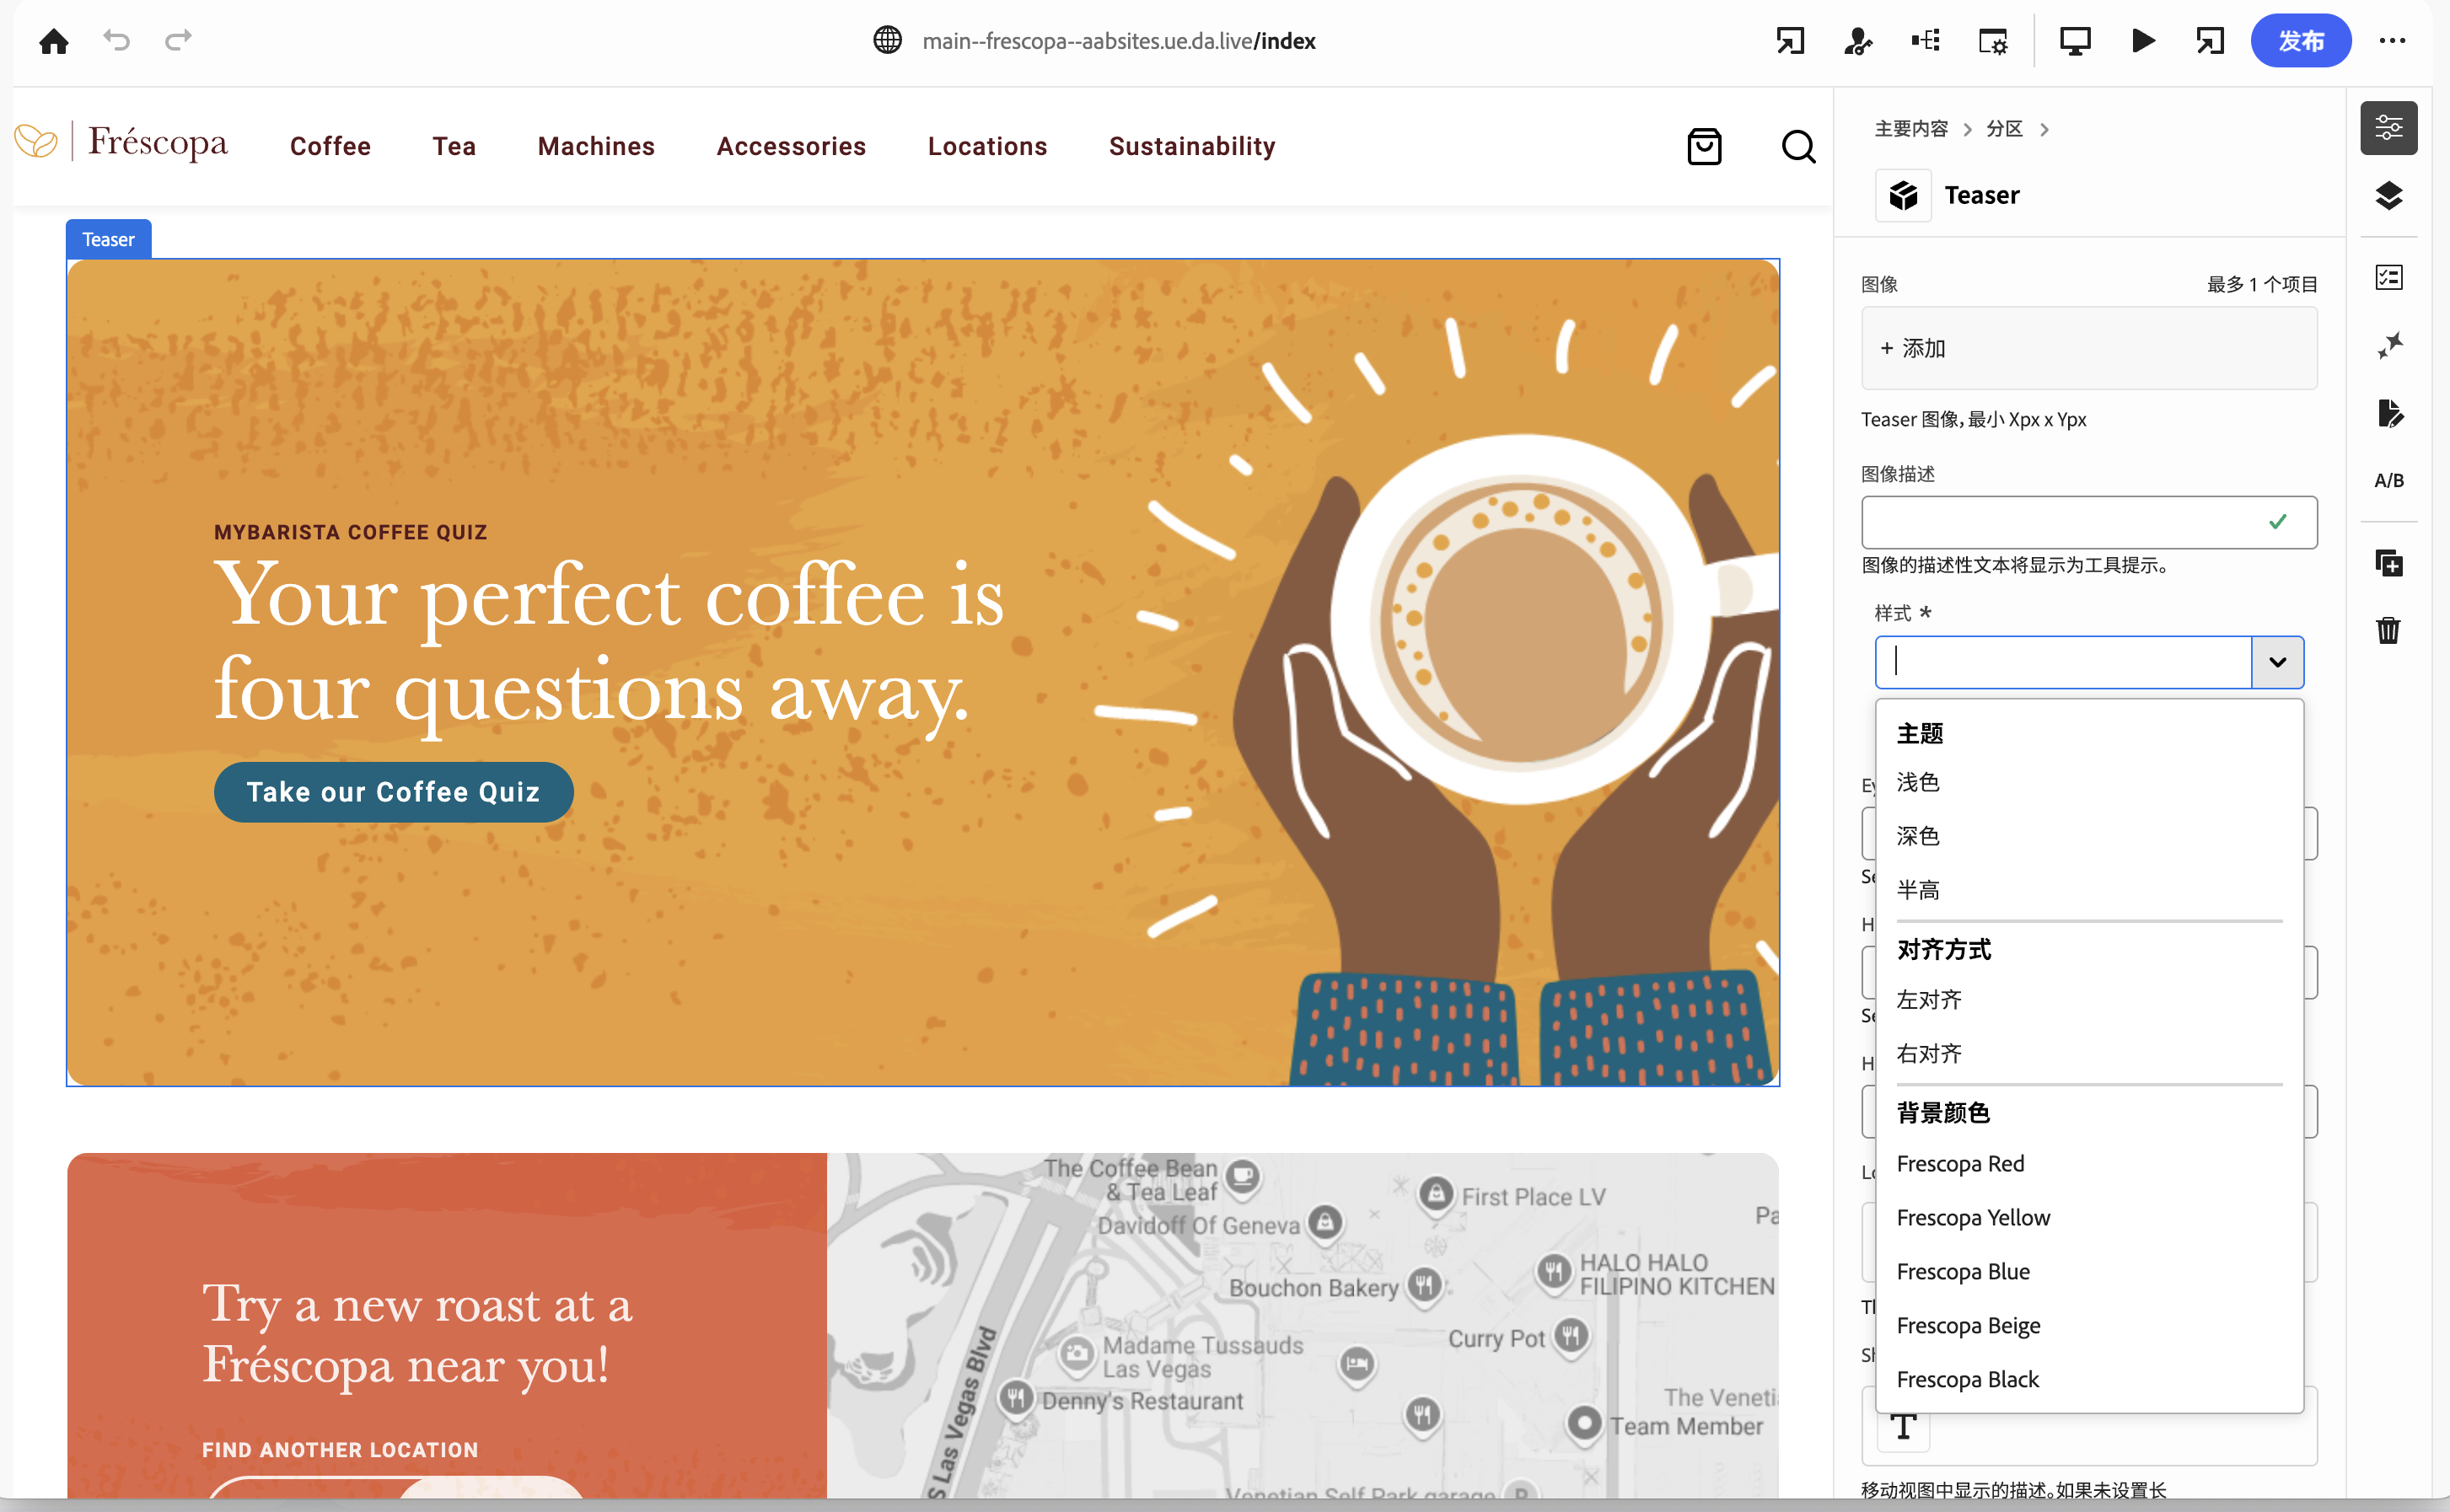 main--frescopa--aabsites.ue.da.live/index
发布
Fréscopa
Coffee
Tea
Machines
Accessories
Locations
Sustainability
Teaser
MYBARISTA COFFEE QUIZ
Your perfect coffee is
four questions away.
Take our Coffee Quiz
Try a new roast at a
Fréscopa near you!
FIND ANOTHER LOCATION
The Coffee Bean
& Tea Leaf
Davidoff Of Geneva
First Place LV
Bouchon Bakery
HALO HALO
FILIPINO KITCHEN
Curry Pot
Madame Tussauds
Las Vegas
Denny's Restaurant
S Las Vegas Blvd
The Veneti
Team Member
Venetian Self Park garage
主要内容
分区
Teaser
图像
最多 1 个项目
+ 添加
Teaser 图像，最小 Xpx x Ypx
图像描述
图像的描述性文本将显示为工具提示。
样式 *
主题
浅色
深色
半高
对齐方式
左对齐
右对齐
背景颜色
Frescopa Red
Frescopa Yellow
Frescopa Blue
Frescopa Beige
Frescopa Black
移动视图中显示的描述。如果未设置长
A/B